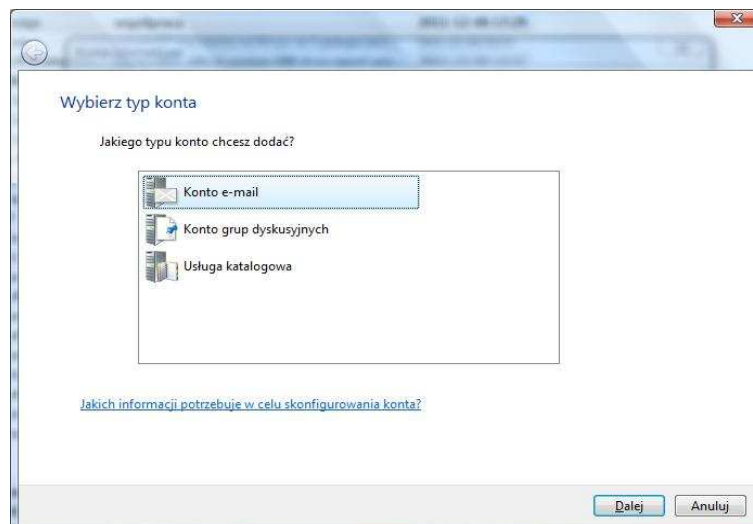 Wybierz typ konta
Jakiego typu konto chcesz dodać?
Konto e-mail
Konto grup dyskusyjnych
Usługa katalogowa
Jakich informacji potrzebuje w celu skonfigurowania konta?
Dalej
Anuluj